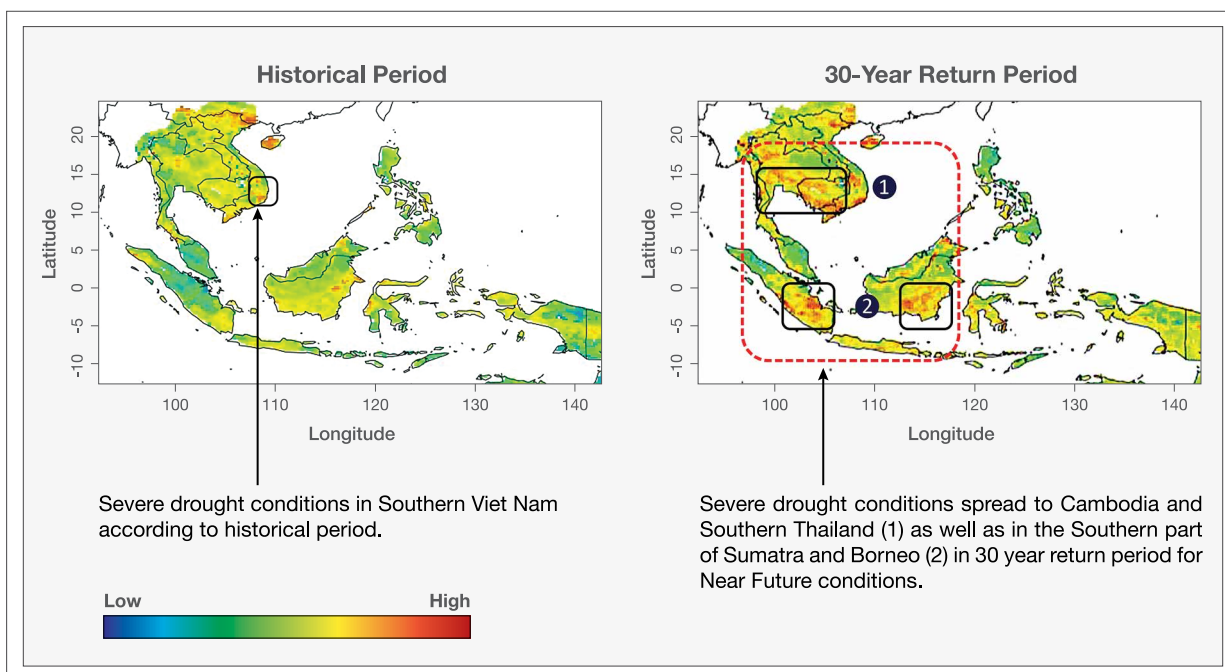 Historical Period
20
15
10
5
0
-5
-10
Latitude
100
110
120
130
140
Longitude
Severe drought conditions in Southern Viet Nam
according to historical period.
30-Year Return Period
20
15
10
5
0
-5
-10
Latitude
1
2
100
110
120
130
140
Longitude
Severe drought conditions spread to Cambodia and
Southern Thailand (1) as well as in the Southern part
of Sumatra and Borneo (2) in 30 year return period for
Near Future conditions.
Low High